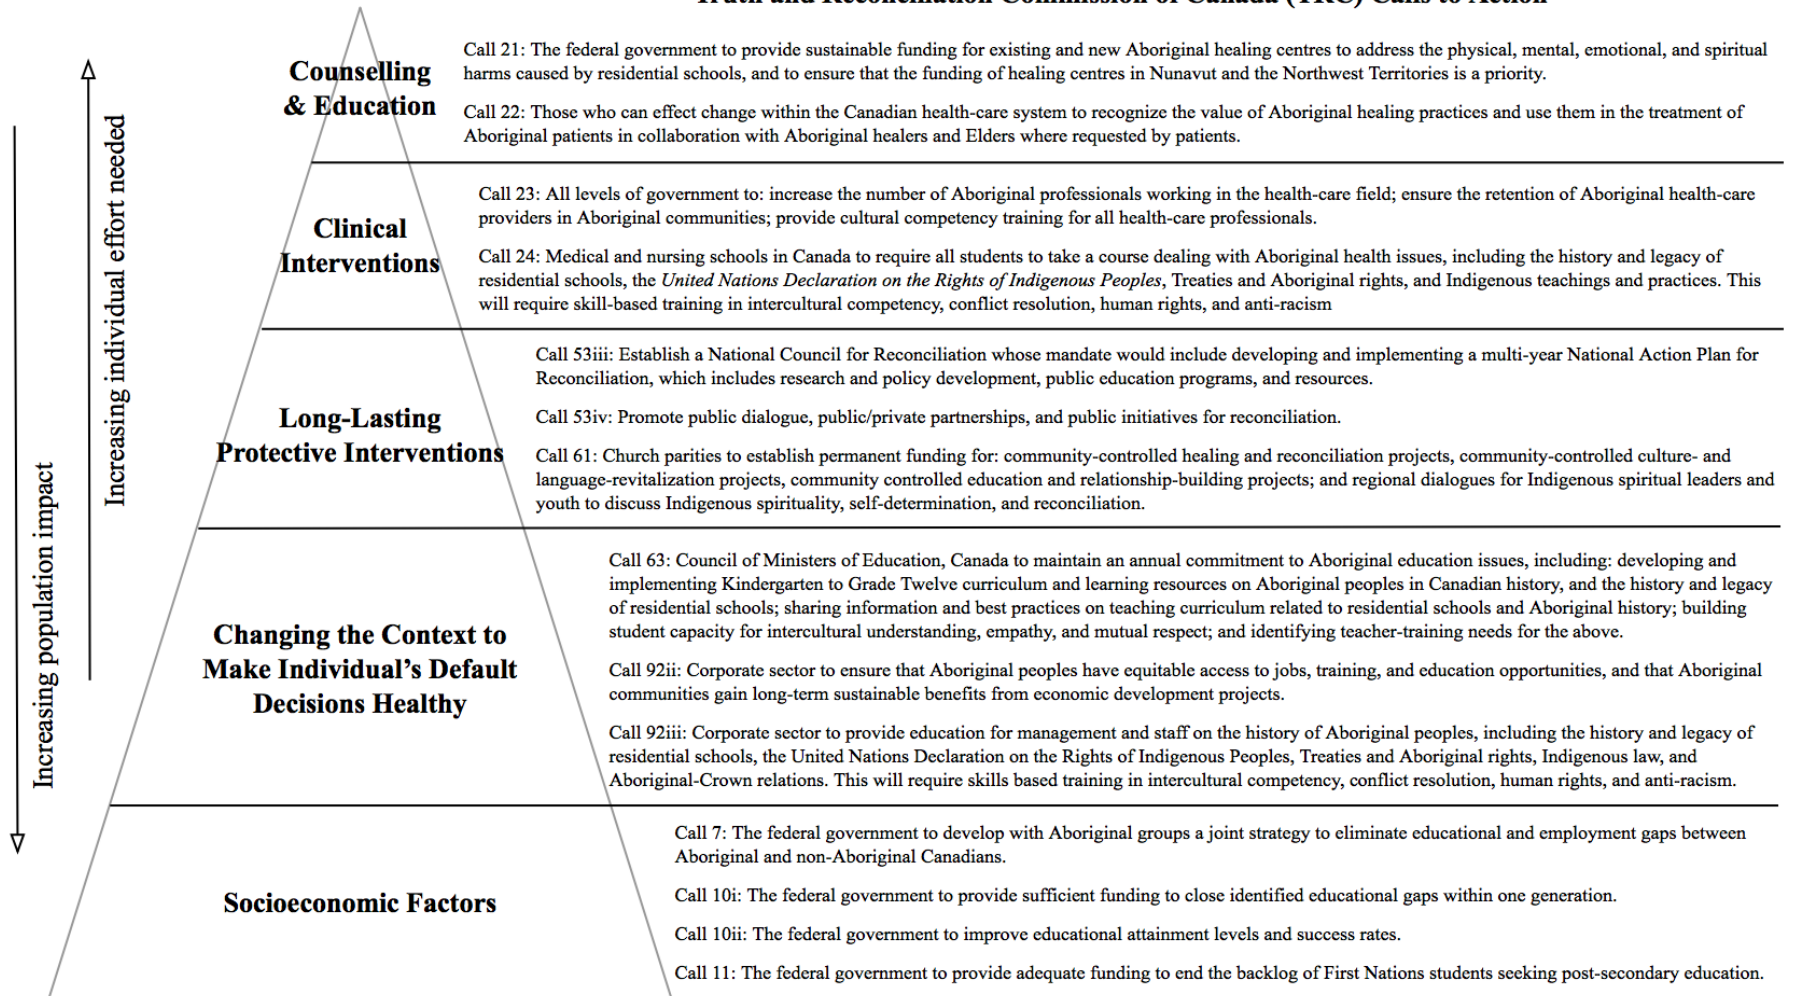 Truth and Reconciliation Commission of Canada (TRC) Calls to Action
Increasing population impact
Increasing individual effort needed
Counselling
& Education
Call 21: The federal government to provide sustainable funding for existing and new Aboriginal healing centres to address the physical, mental, emotional, and spiritual
harms caused by residential schools, and to ensure that the funding of healing centres in Nunavut and the Northwest Territories is a priority.
Call 22: Those who can effect change within the Canadian health-care system to recognize the value of Aboriginal healing practices and use them in the treatment of
Aboriginal patients in collaboration with Aboriginal healers and Elders where requested by patients.
Clinical
Interventions
Call 23: All levels of government to: increase the number of Aboriginal professionals working in the health-care field; ensure the retention of Aboriginal health-care
providers in Aboriginal communities; provide cultural competency training for all health-care professionals.
Call 24: Medical and nursing schools in Canada to require all students to take a course dealing with Aboriginal health issues, including the history and legacy of
residential schools, the United Nations Declaration on the Rights of Indigenous Peoples, Treaties and Aboriginal rights, and Indigenous teachings and practices. This
will require skill-based training in intercultural competency, conflict resolution, human rights, and anti-racism
Long-Lasting
Protective Interventions
Call 53iii: Establish a National Council for Reconciliation whose mandate would include developing and implementing a multi-year National Action Plan for
Reconciliation, which includes research and policy development, public education programs, and resources.
Call 53iv: Promote public dialogue, public/private partnerships, and public initiatives for reconciliation.
Call 61: Church parities to establish permanent funding for: community-controlled healing and reconciliation projects, community-controlled culture- and
language-revitalization projects, community controlled education and relationship-building projects; and regional dialogues for Indigenous spiritual leaders and
youth to discuss Indigenous spirituality, self-determination, and reconciliation.
Changing the Context to
Make Individual's Default
Decisions Healthy
Call 63: Council of Ministers of Education, Canada to maintain an annual commitment to Aboriginal education issues, including: developing and
implementing Kindergarten to Grade Twelve curriculum and learning resources on Aboriginal peoples in Canadian history, and the history and legacy
of residential schools; sharing information and best practices on teaching curriculum related to residential schools and Aboriginal history; building
student capacity for intercultural understanding, empathy, and mutual respect; and identifying teacher-training needs for the above.
Call 92ii: Corporate sector to ensure that Aboriginal peoples have equitable access to jobs, training, and education opportunities, and that Aboriginal
communities gain long-term sustainable benefits from economic development projects.
Call 92iii: Corporate sector to provide education for management and staff on the history of Aboriginal peoples, including the history and legacy of
residential schools, the United Nations Declaration on the Rights of Indigenous Peoples, Treaties and Aboriginal rights, Indigenous law, and
Aboriginal-Crown relations. This will require skills based training in intercultural competency, conflict resolution, human rights, and anti-racism.
Socioeconomic Factors
Call 7: The federal government to develop with Aboriginal groups a joint strategy to eliminate educational and employment gaps between
Aboriginal and non-Aboriginal Canadians.
Call 10i: The federal government to provide sufficient funding to close identified educational gaps within one generation.
Call 10ii: The federal government to improve educational attainment levels and success rates.
Call 11: The federal government to provide adequate funding to end the backlog of First Nations students seeking post-secondary education.